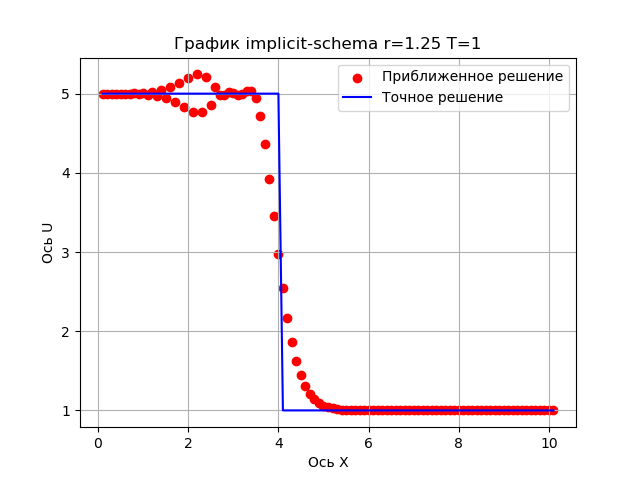 График implicit-schema r=1.25 T=1
Приближенное решение
Точное решение
Ось U
5
4
3
2
1
0
2
4
6
8
10
Ось X